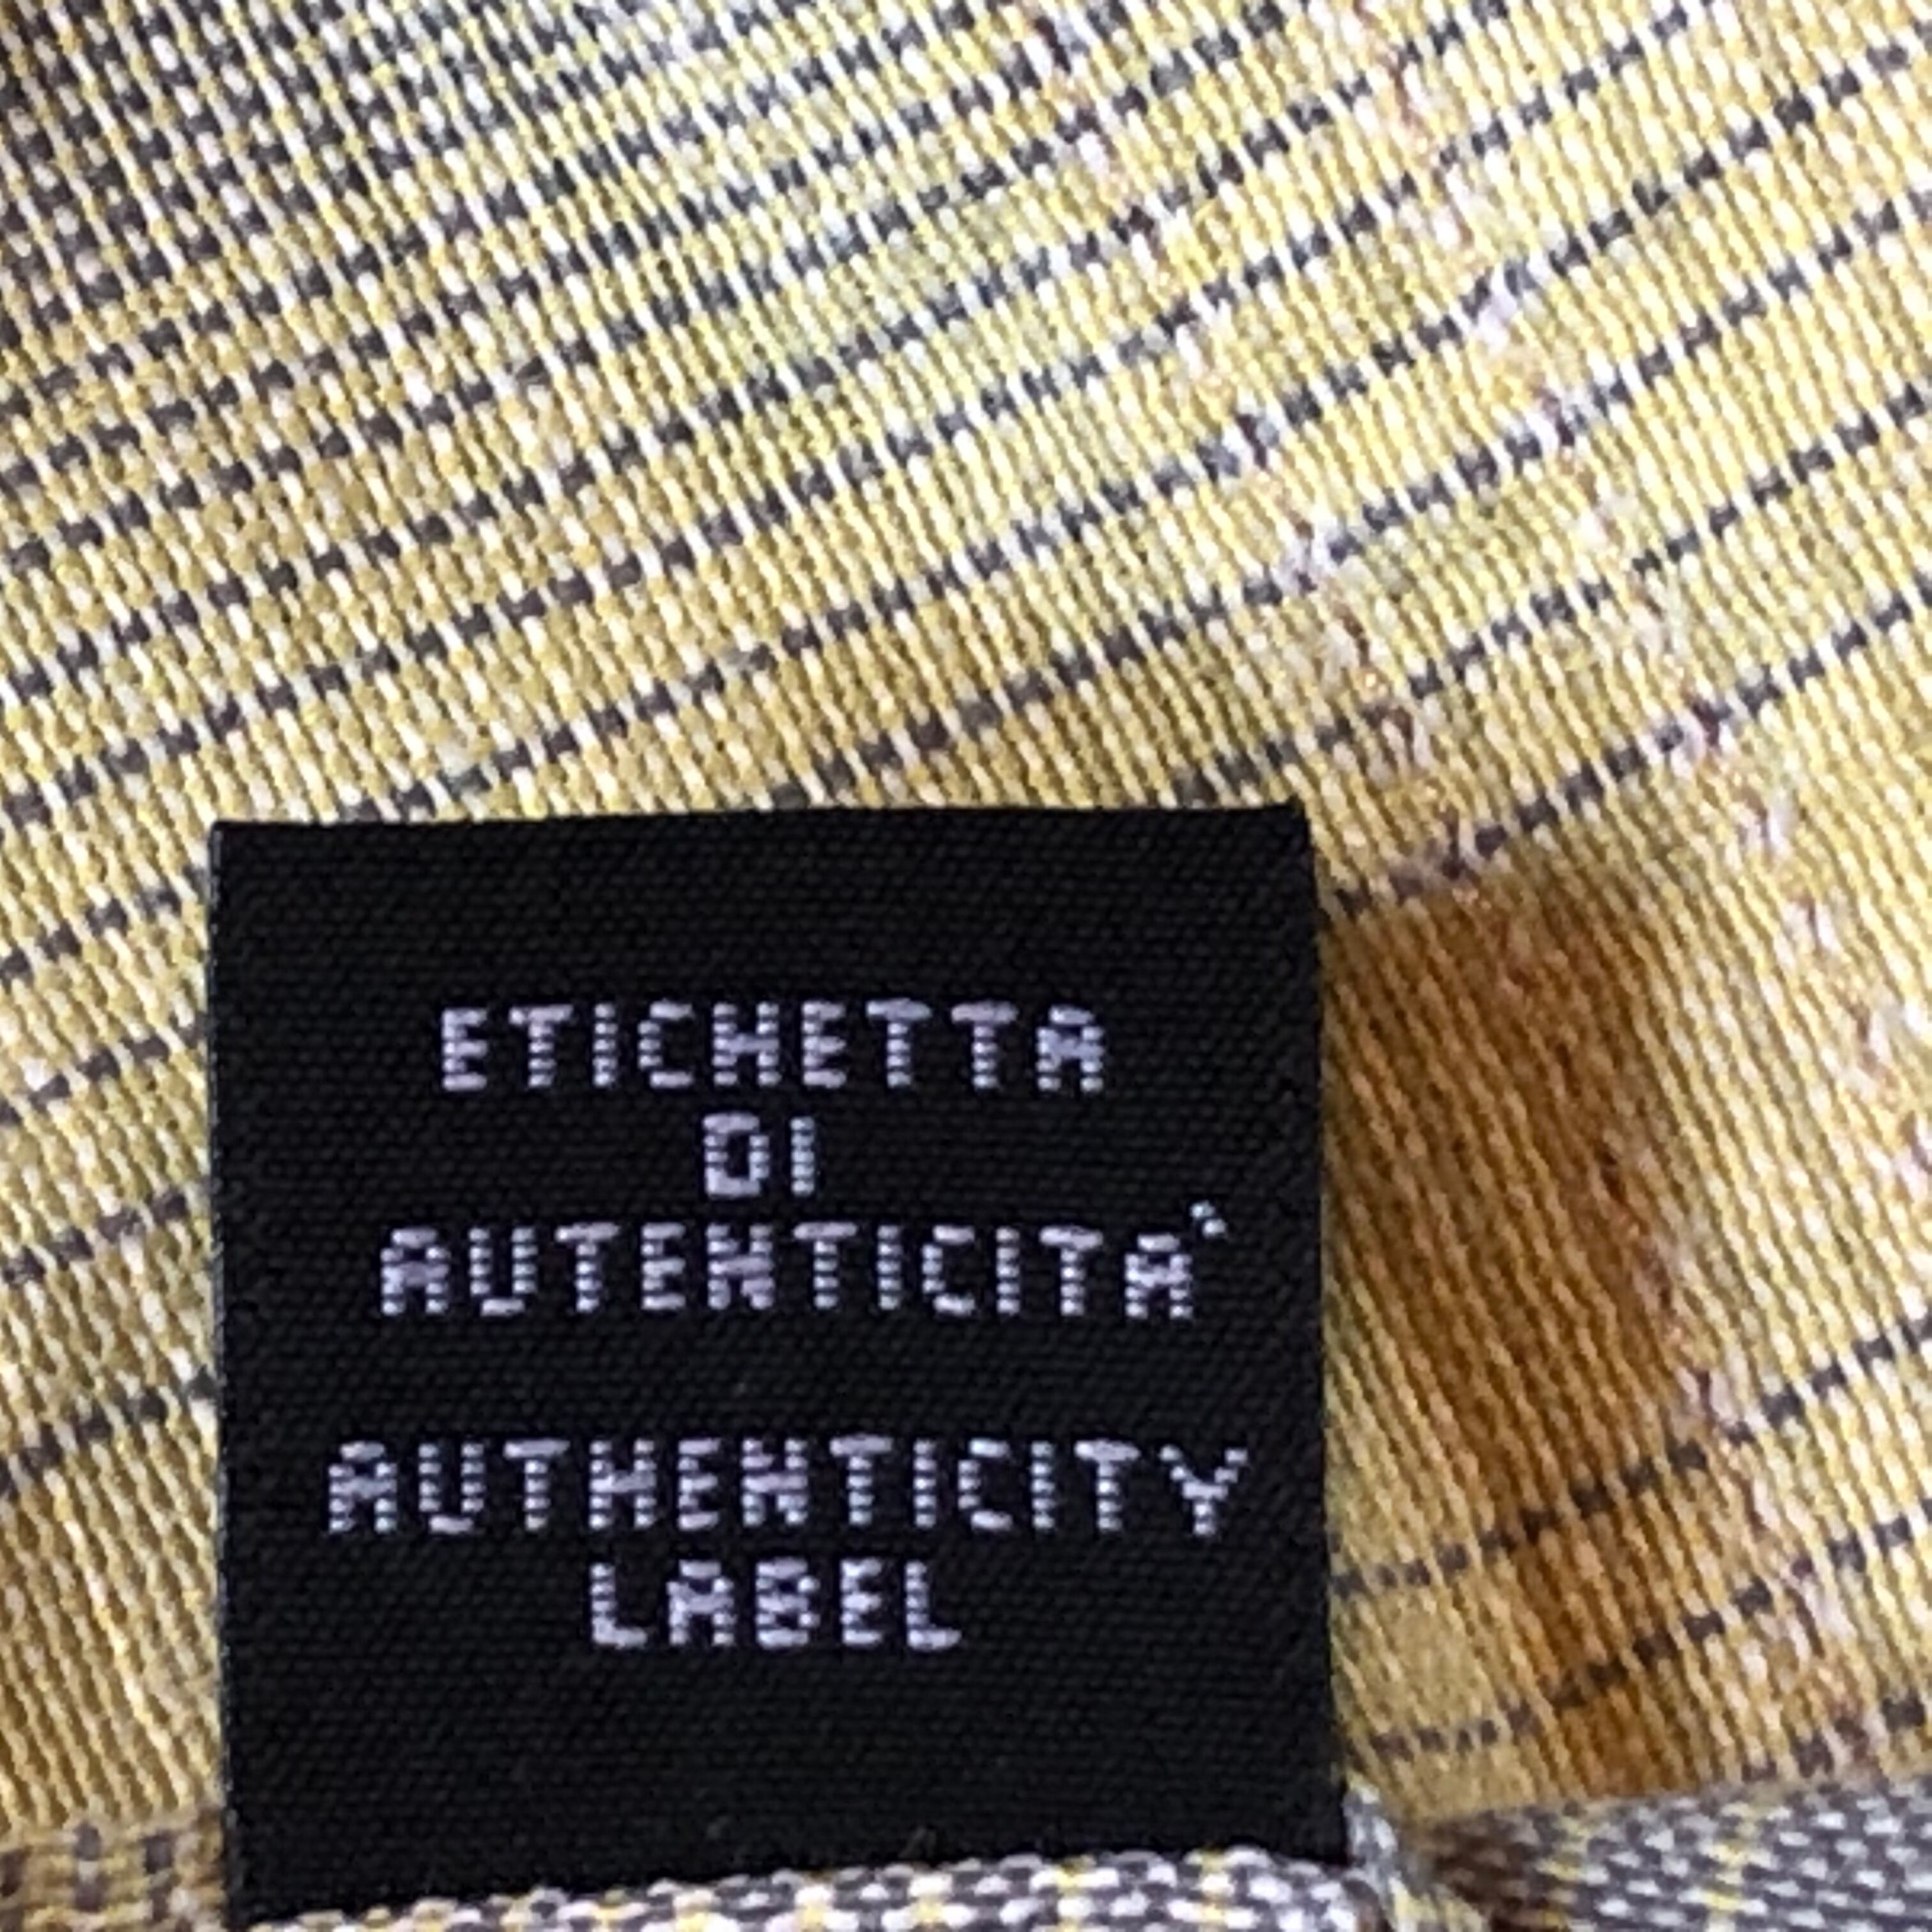 ETICHETTA
DI
AUTENTICITA`
AUTHENTICITY
LABEL